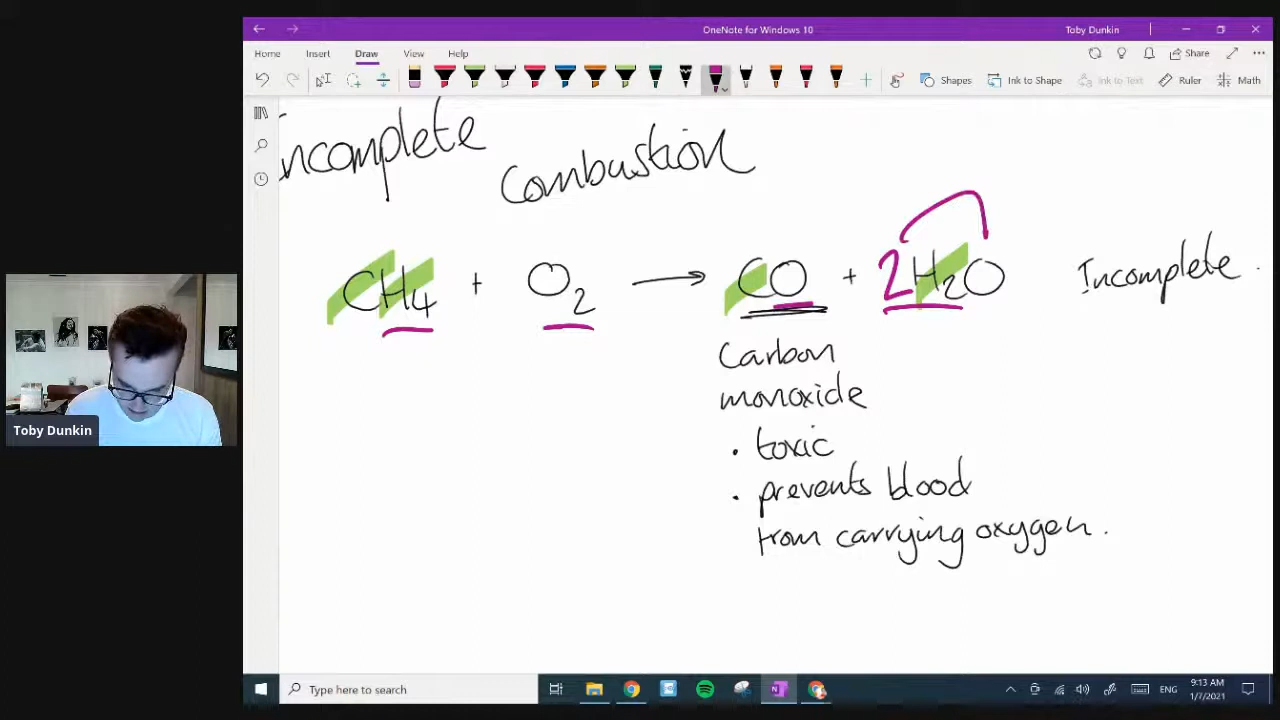 OneNote for Windows 10
Toby Dunkin
Home Insert Draw View Help
Share
Shapes Ink to Shape Ink to Text Ruler Math
Incomplete
Combustion
CH4 + O2 → CO + 2H2O Incomplete.
Carbon
monoxide
• toxic
• prevents blood
from carrying oxygen.
Toby Dunkin
Type here to search
ENG
9:13 AM
1/7/2021